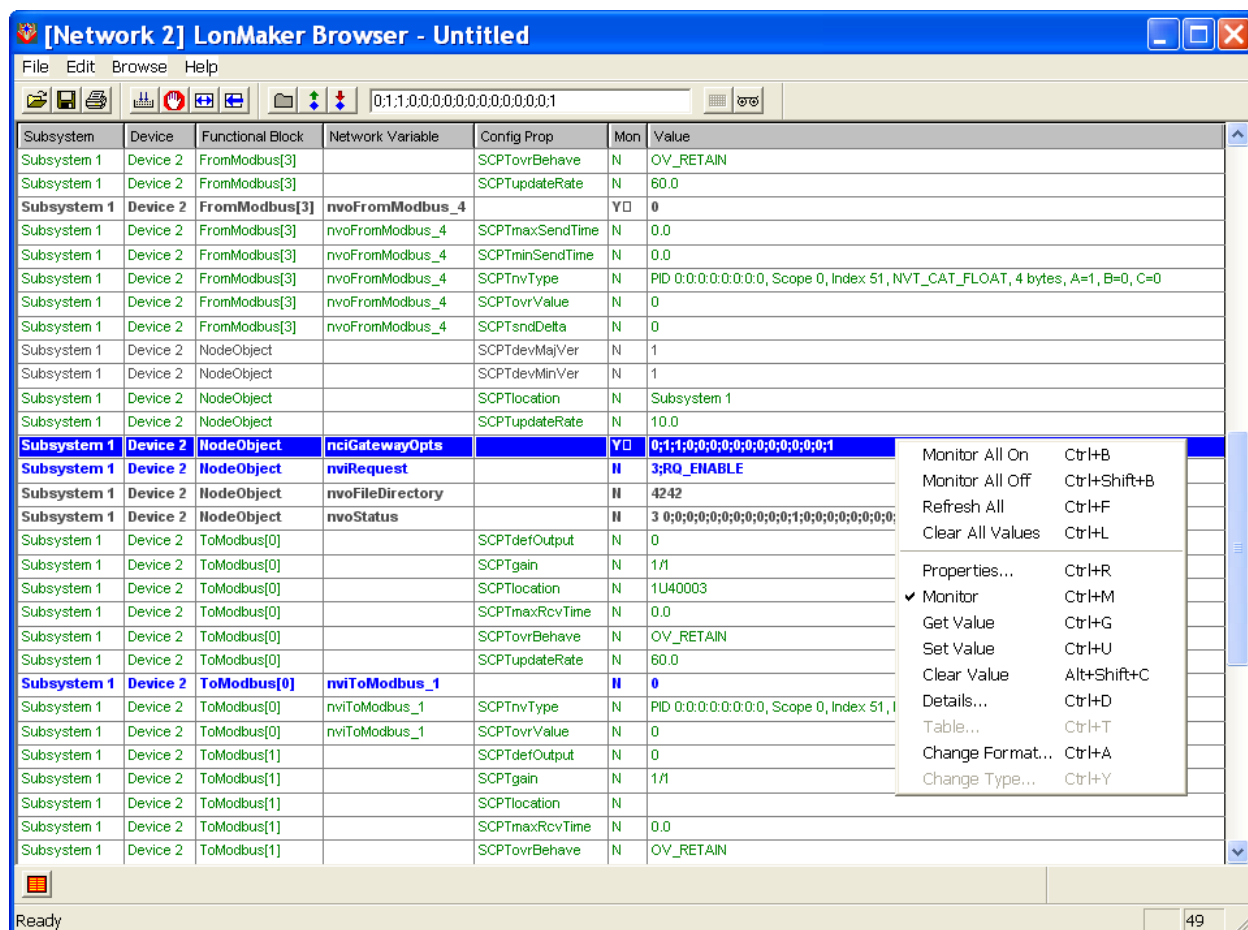 [Network 2] LonMaker Browser - Untitled
File Edit Browse Help
0;1;1;0;0;0;0;0;0;0;0;0;0;0;0;1
Subsystem Device Functional Block Network Variable Config Prop Mon Value
Subsystem 1 Device 2 FromModbus[3] SCPTovrBehave N OV_RETAIN
Subsystem 1 Device 2 FromModbus[3] SCPTupdateRate N 60.0
Subsystem 1 Device 2 FromModbus[3] nvoFromModbus_4 Y 0
Subsystem 1 Device 2 FromModbus[3] nvoFromModbus_4 SCPTmaxSendTime N 0.0
Subsystem 1 Device 2 FromModbus[3] nvoFromModbus_4 SCPTminSendTime N 0.0
Subsystem 1 Device 2 FromModbus[3] nvoFromModbus_4 SCPTnvType N PID 0:0:0:0:0:0:0:0, Scope 0, Index 51, NVT_CAT_FLOAT, 4 bytes, A=1, B=0, C=0
Subsystem 1 Device 2 FromModbus[3] nvoFromModbus_4 SCPTovrValue N 0
Subsystem 1 Device 2 FromModbus[3] nvoFromModbus_4 SCPTsndDelta N 0
Subsystem 1 Device 2 NodeObject SCPTdevMajVer N 1
Subsystem 1 Device 2 NodeObject SCPTdevMinVer N 1
Subsystem 1 Device 2 NodeObject SCPTlocation N Subsystem 1
Subsystem 1 Device 2 NodeObject SCPTupdateRate N 10.0
Subsystem 1 Device 2 NodeObject nciGatewayOpts Y 0;1;1;0;0;0;0;0;0;0;0;0;0;0;0;1
Subsystem 1 Device 2 NodeObject nviRequest N 3;RQ_ENABLE
Subsystem 1 Device 2 NodeObject nvoFileDirectory N 4242
Subsystem 1 Device 2 NodeObject nvoStatus N 3 0;0;0;0;0;0;0;0;0;0;1;0;0;0;0;0;0;0;
Subsystem 1 Device 2 ToModbus[0] SCPTdefOutput N 0
Subsystem 1 Device 2 ToModbus[0] SCPTgain N 1/1
Subsystem 1 Device 2 ToModbus[0] SCPTlocation N 1U40003
Subsystem 1 Device 2 ToModbus[0] SCPTmaxRcvTime N 0.0
Subsystem 1 Device 2 ToModbus[0] SCPTovrBehave N OV_RETAIN
Subsystem 1 Device 2 ToModbus[0] SCPTupdateRate N 60.0
Subsystem 1 Device 2 ToModbus[0] nviToModbus_1 N 0
Subsystem 1 Device 2 ToModbus[0] nviToModbus_1 SCPTnvType N PID 0:0:0:0:0:0:0:0, Scope 0, Index 51,
Subsystem 1 Device 2 ToModbus[0] nviToModbus_1 SCPTovrValue N 0
Subsystem 1 Device 2 ToModbus[1] SCPTdefOutput N 0
Subsystem 1 Device 2 ToModbus[1] SCPTgain N 1/1
Subsystem 1 Device 2 ToModbus[1] SCPTlocation N
Subsystem 1 Device 2 ToModbus[1] SCPTmaxRcvTime N 0.0
Subsystem 1 Device 2 ToModbus[1] SCPTovrBehave N OV_RETAIN
Monitor All On Ctrl+B
Monitor All Off Ctrl+Shift+B
Refresh All Ctrl+F
Clear All Values Ctrl+L
Properties... Ctrl+R
Monitor Ctrl+M
Get Value Ctrl+G
Set Value Ctrl+U
Clear Value Alt+Shift+C
Details... Ctrl+D
Table... Ctrl+T
Change Format... Ctrl+A
Change Type... Ctrl+Y
Ready 49